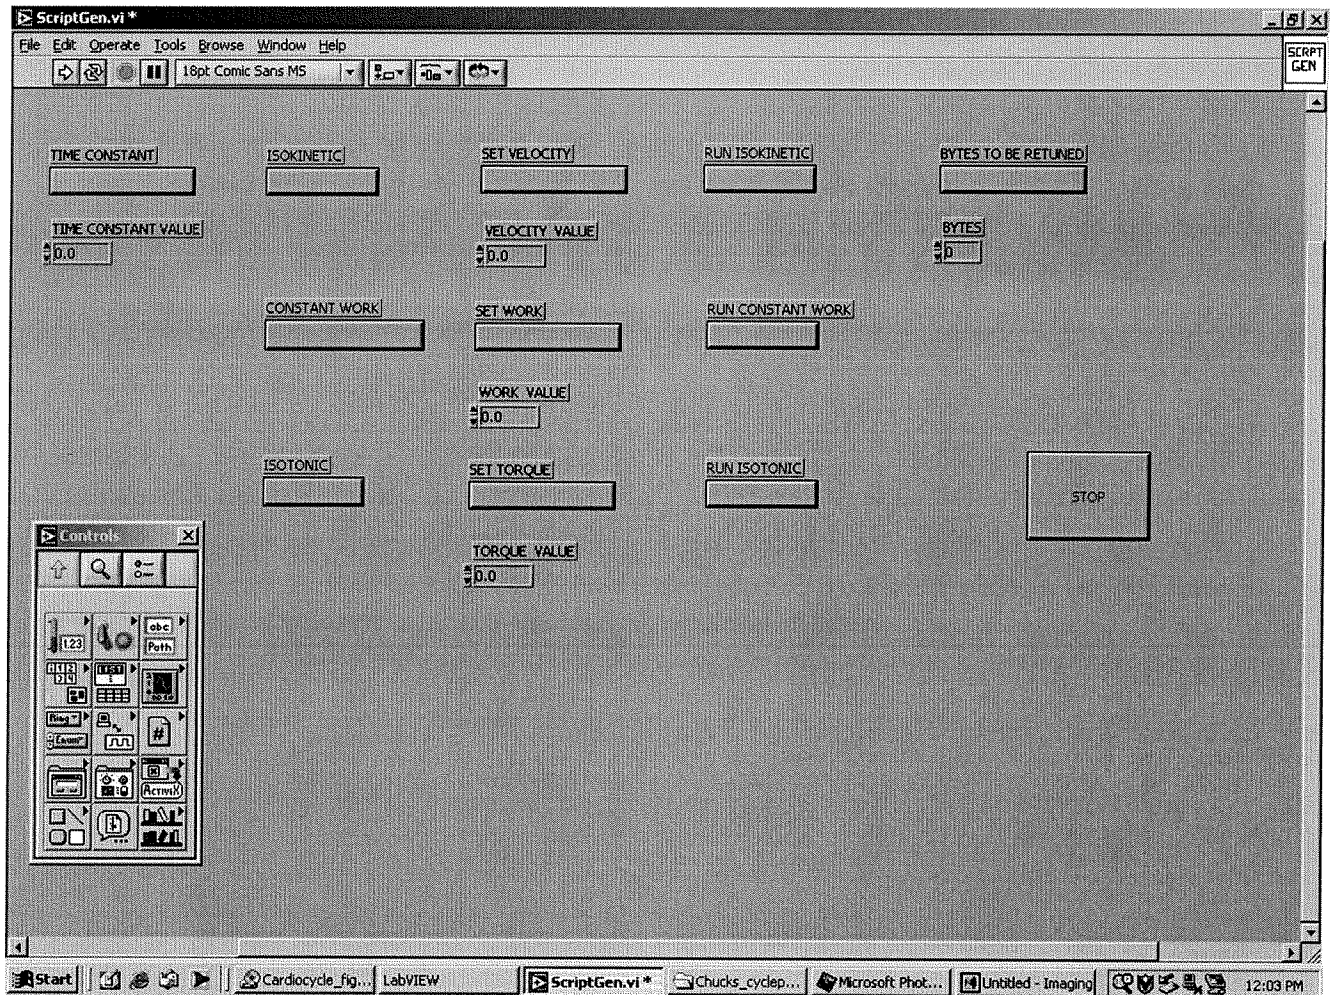 ScriptGen.vi *
File Edit Operate Tools Browse Window Help
18pt Comic Sans MS
SCRPT
GEN
TIME CONSTANT ISOKINETIC SET VELOCITY RUN ISOKINETIC BYTES TO BE RETUNED
TIME CONSTANT VALUE VELOCITY VALUE BYTES
0.0 0.0 0
CONSTANT WORK SET WORK RUN CONSTANT WORK
WORK VALUE
0.0
ISOTONIC SET TORQUE RUN ISOTONIC
STOP
TORQUE VALUE
0.0
Controls
1.23 abc
Path
Ring
Enum #
ActiviX
Start Cardiocycle_fig... LabVIEW ScriptGen.vi * Chucks_cyclep... Microsoft Phot... Untitled - Imaging 12:03 PM